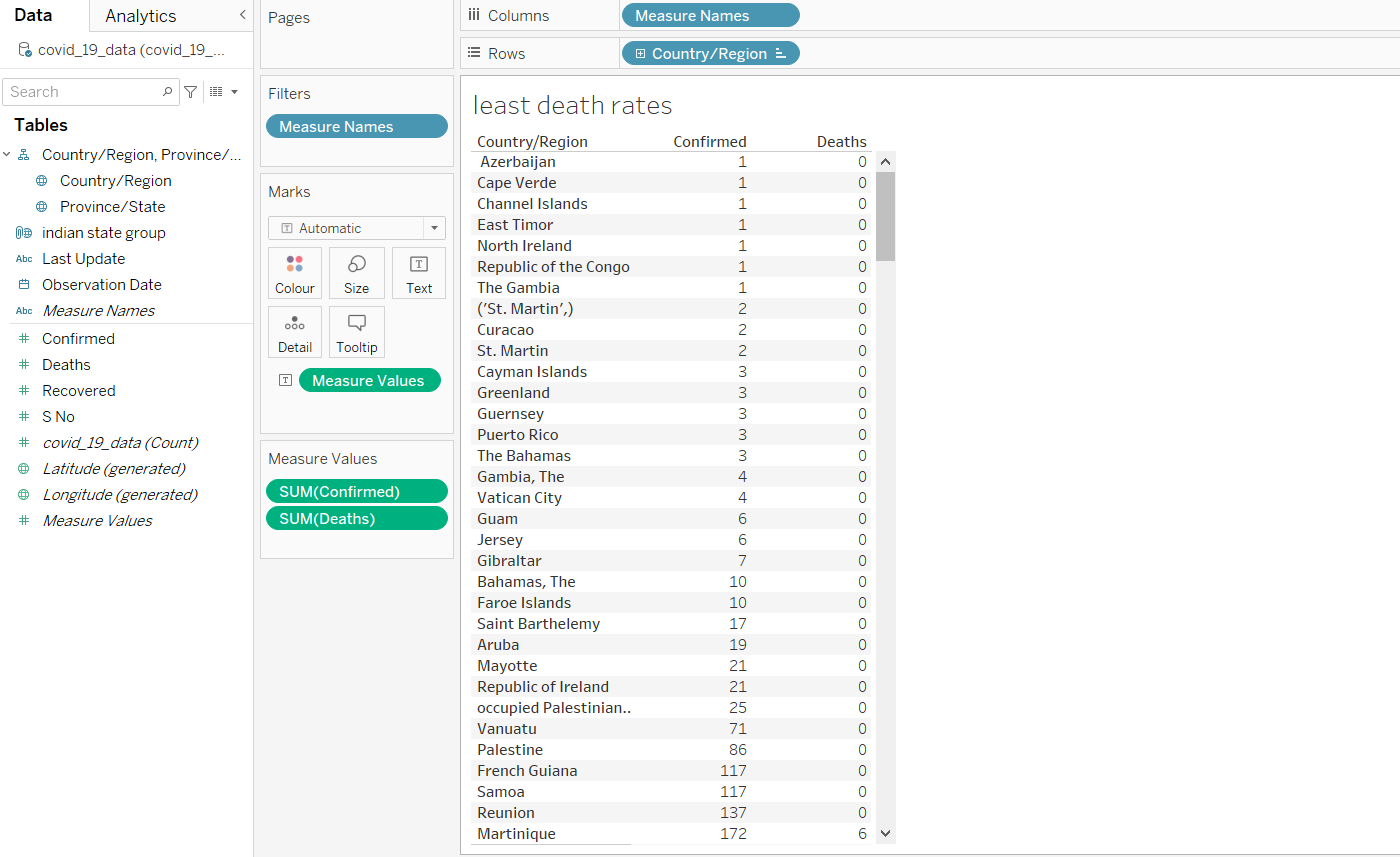 Data
Analytics
covid_19_data (covid_19_...
Search
Tables
Country/Region, Province/...
Country/Region
Province/State
indian state group
Abc Last Update
Observation Date
Abc Measure Names
Confirmed
Deaths
Recovered
S No
covid_19_data (Count)
Latitude (generated)
Longitude (generated)
Measure Values
Pages
Filters
Measure Names
Marks
T Automatic
Colour Size T Text
Detail Tooltip
T Measure Values
Measure Values
SUM(Confirmed)
SUM(Deaths)
Columns Measure Names
Rows Country/Region
least death rates
Country/Region Confirmed Deaths
Azerbaijan 1 0
Cape Verde 1 0
Channel Islands 1 0
East Timor 1 0
North Ireland 1 0
Republic of the Congo 1 0
The Gambia 1 0
('St. Martin',) 2 0
Curacao 2 0
St. Martin 2 0
Cayman Islands 3 0
Greenland 3 0
Guernsey 3 0
Puerto Rico 3 0
The Bahamas 3 0
Gambia, The 4 0
Vatican City 4 0
Guam 6 0
Jersey 6 0
Gibraltar 7 0
Bahamas, The 10 0
Faroe Islands 10 0
Saint Barthelemy 17 0
Aruba 19 0
Mayotte 21 0
Republic of Ireland 21 0
occupied Palestinian.. 25 0
Vanuatu 71 0
Palestine 86 0
French Guiana 117 0
Samoa 117 0
Reunion 137 0
Martinique 172 6